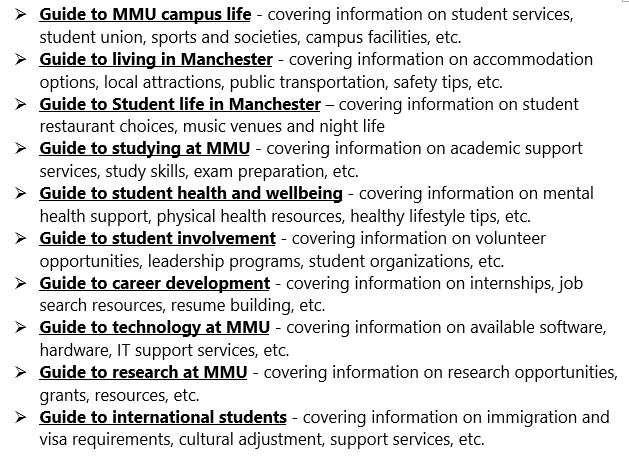 ➢ Guide to MMU campus life - covering information on student services,
student union, sports and societies, campus facilities, etc.
➢ Guide to living in Manchester - covering information on accommodation
options, local attractions, public transportation, safety tips, etc.
➢ Guide to Student life in Manchester – covering information on student
restaurant choices, music venues and night life
➢ Guide to studying at MMU - covering information on academic support
services, study skills, exam preparation, etc.
➢ Guide to student health and wellbeing - covering information on mental
health support, physical health resources, healthy lifestyle tips, etc.
➢ Guide to student involvement - covering information on volunteer
opportunities, leadership programs, student organizations, etc.
➢ Guide to career development - covering information on internships, job
search resources, resume building, etc.
➢ Guide to technology at MMU - covering information on available software,
hardware, IT support services, etc.
➢ Guide to research at MMU - covering information on research opportunities,
grants, resources, etc.
➢ Guide to international students - covering information on immigration and
visa requirements, cultural adjustment, support services, etc.